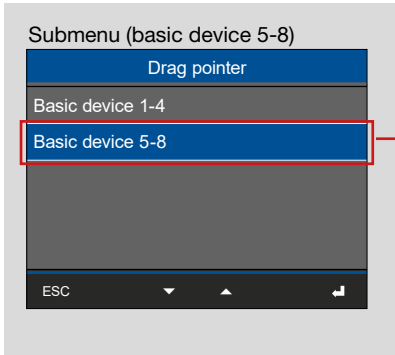 Submenu (basic device 5-8)
Drag pointer
Basic device 1-4
Basic device 5-8
ESC